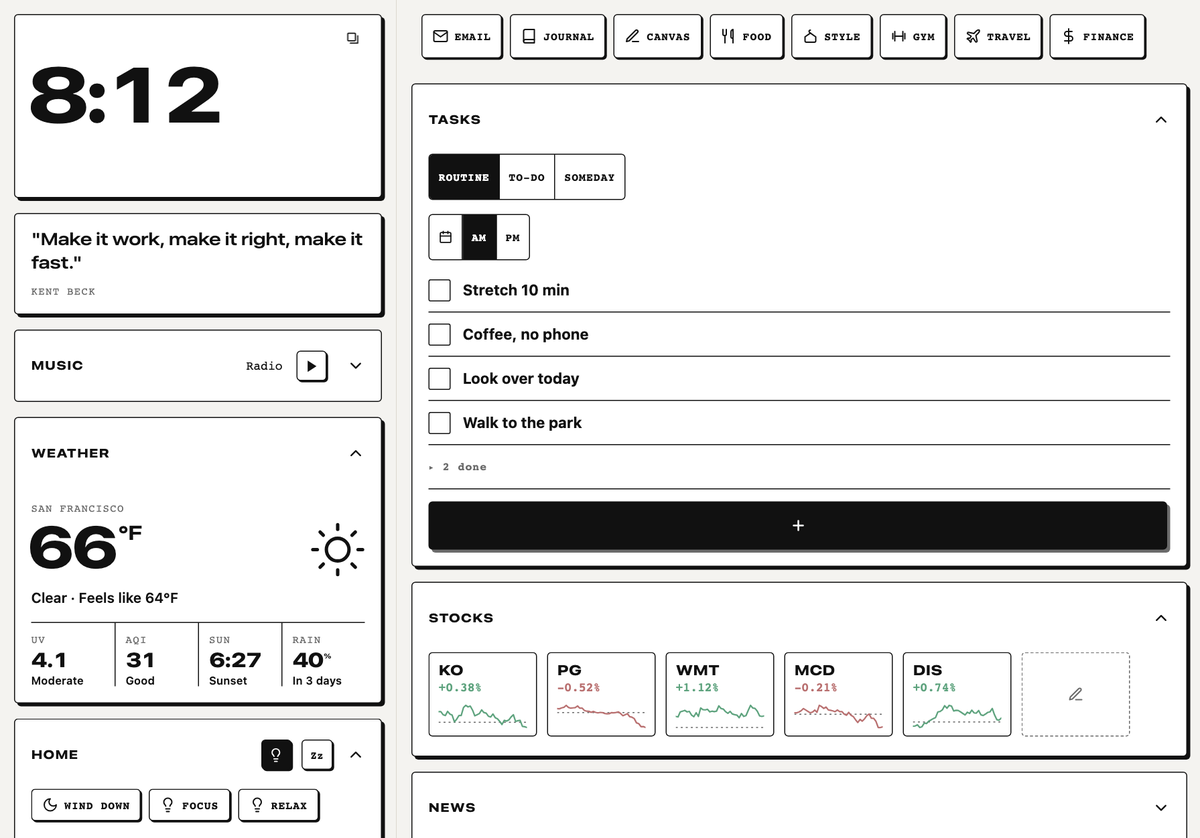 8:12
"Make it work, make it right, make it
fast."
KENT BECK
MUSIC Radio
WEATHER
SAN FRANCISCO
66°F
Clear · Feels like 64°F
UV AQI SUN RAIN
4.1 31 6:27 40%
Moderate Good Sunset In 3 days
HOME Zz
WIND DOWN FOCUS RELAX
EMAIL JOURNAL CANVAS FOOD STYLE GYM TRAVEL FINANCE
TASKS
ROUTINE TO-DO SOMEDAY
AM PM
Stretch 10 min
Coffee, no phone
Look over today
Walk to the park
▸ 2 done
+
STOCKS
KO PG WMT MCD DIS
+0.38% -0.52% +1.12% -0.21% +0.74%
NEWS